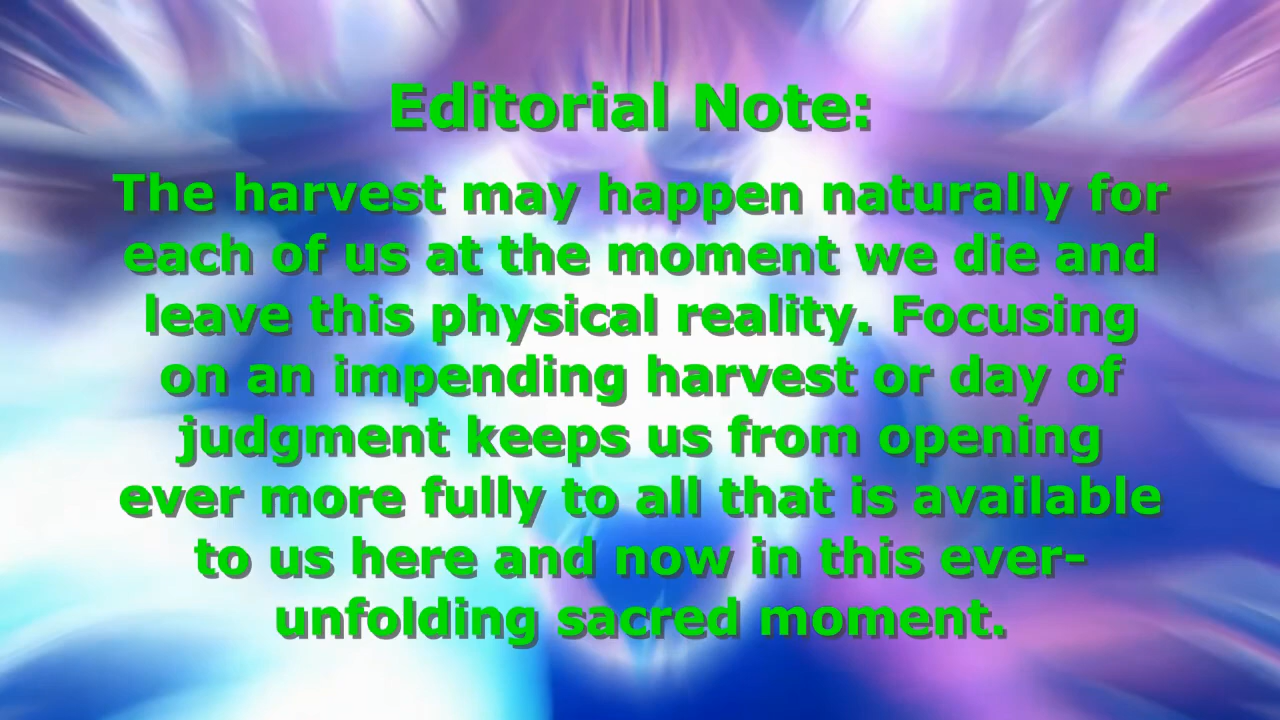 Editorial Note:
The harvest may happen naturally for
each of us at the moment we die and
leave this physical reality. Focusing
on an impending harvest or day of
judgment keeps us from opening
ever more fully to all that is available
to us here and now in this ever-
unfolding sacred moment.